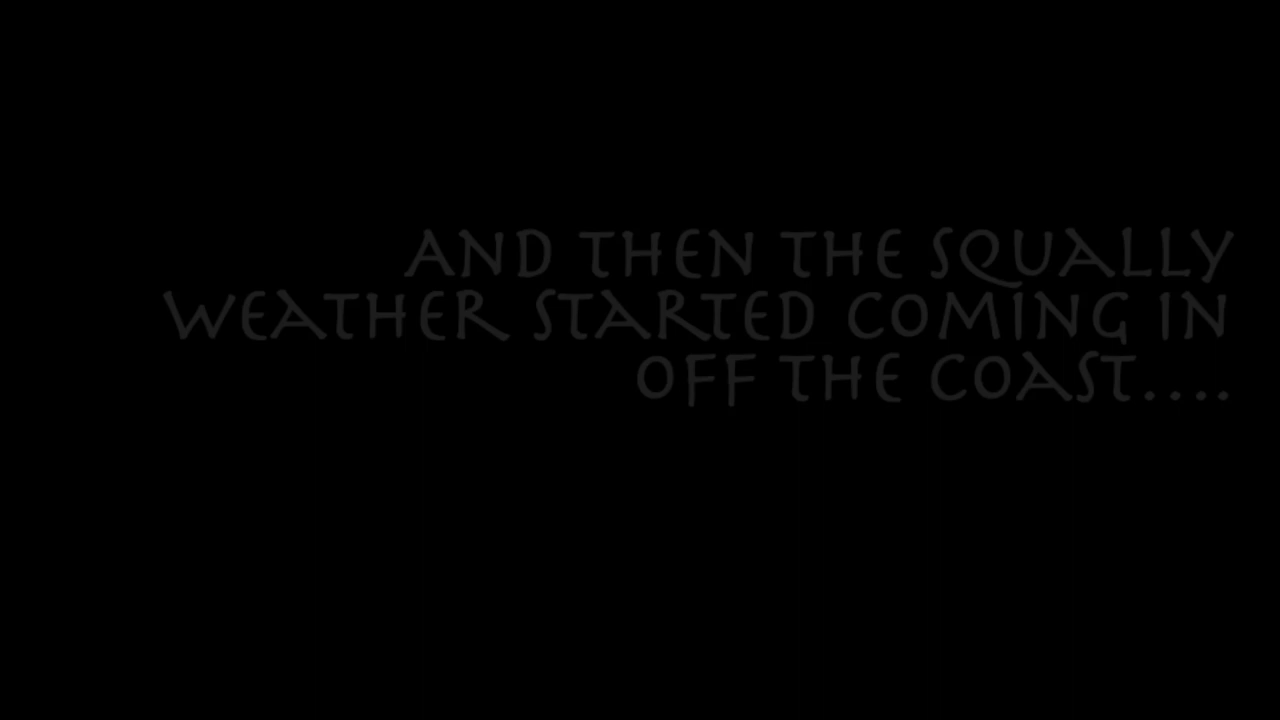 AND THEN THE SQUALLY
WEATHER STARTED COMING IN
OFF THE COAST....